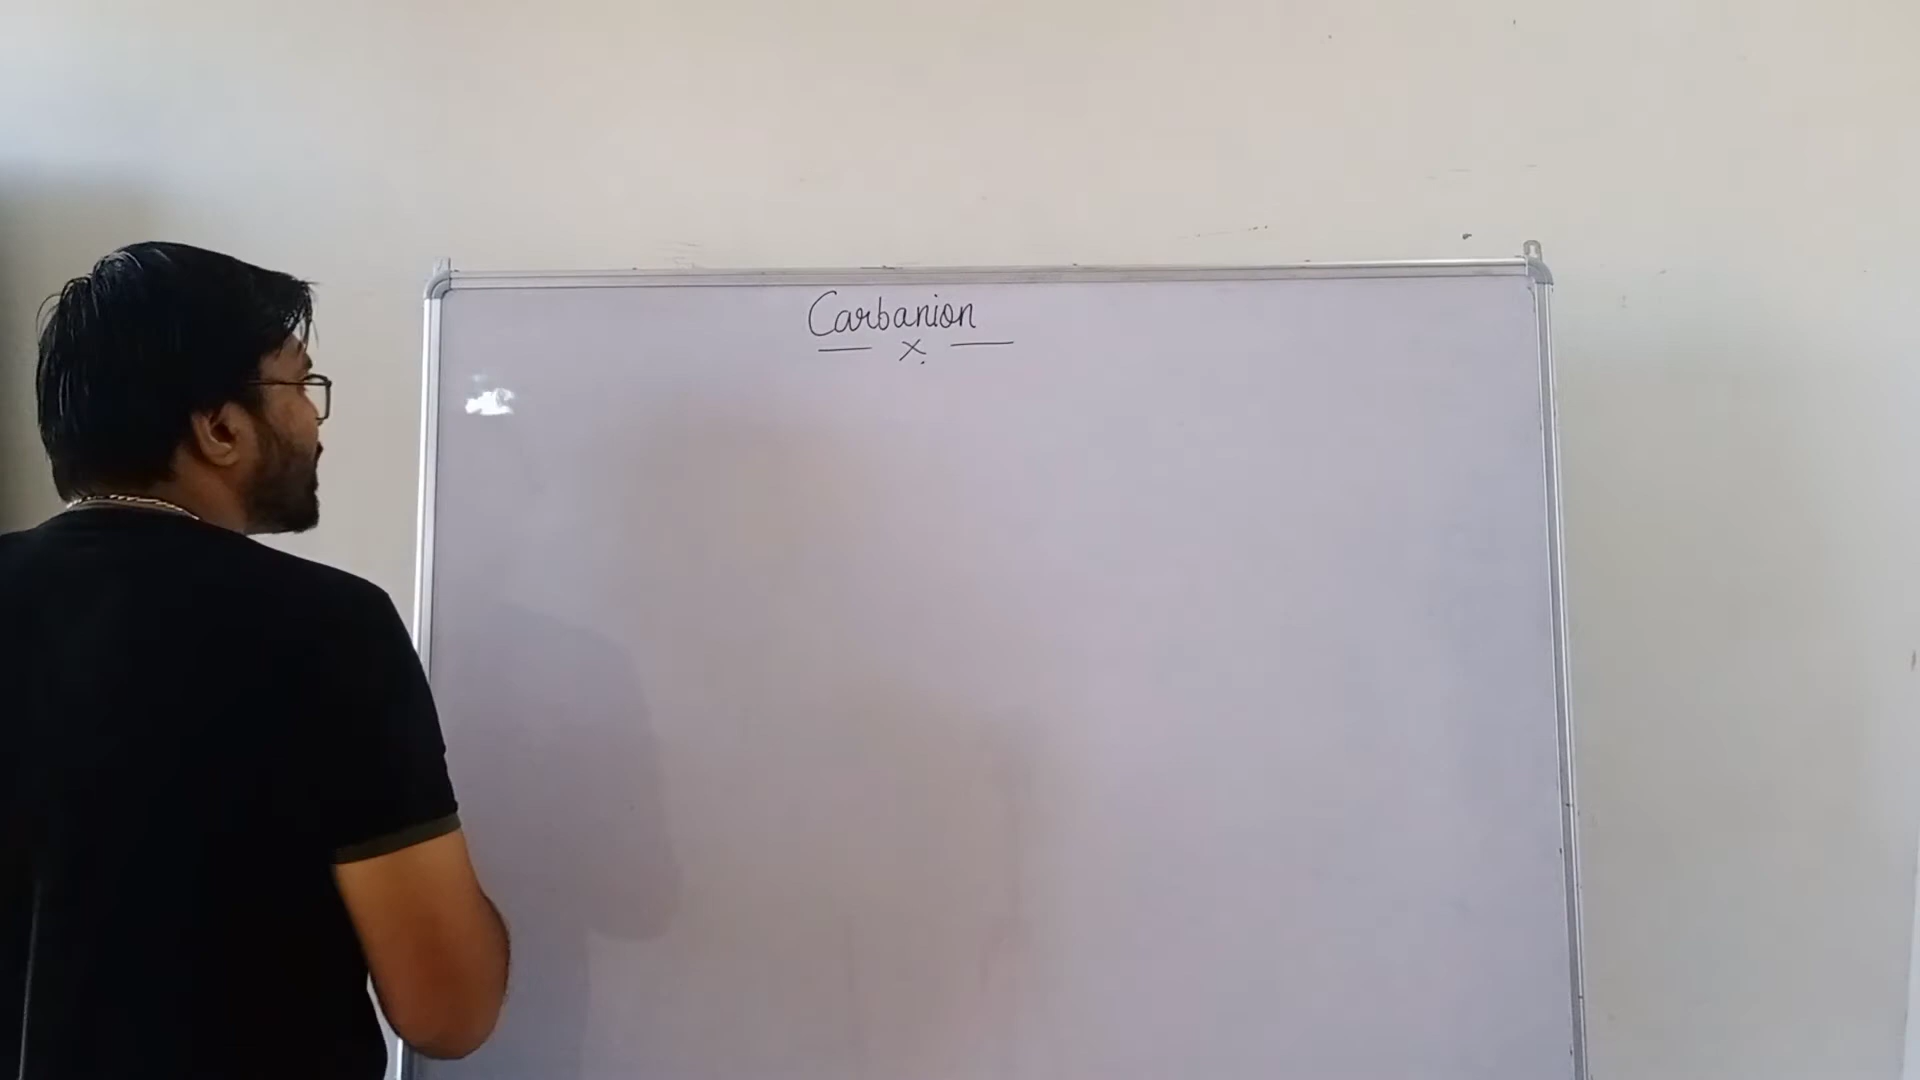 Carbanion
— x —